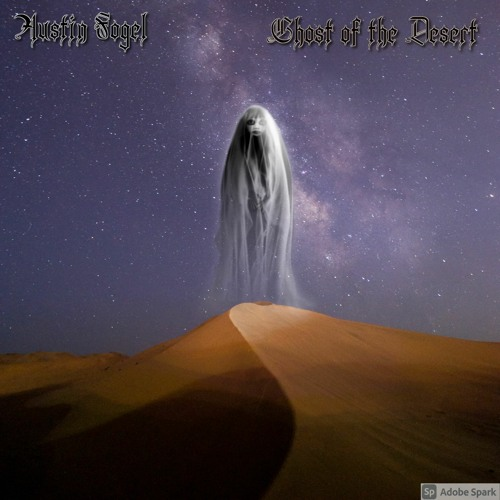 Austin Fogel
Ghost of the Desert
Sp Adobe Spark